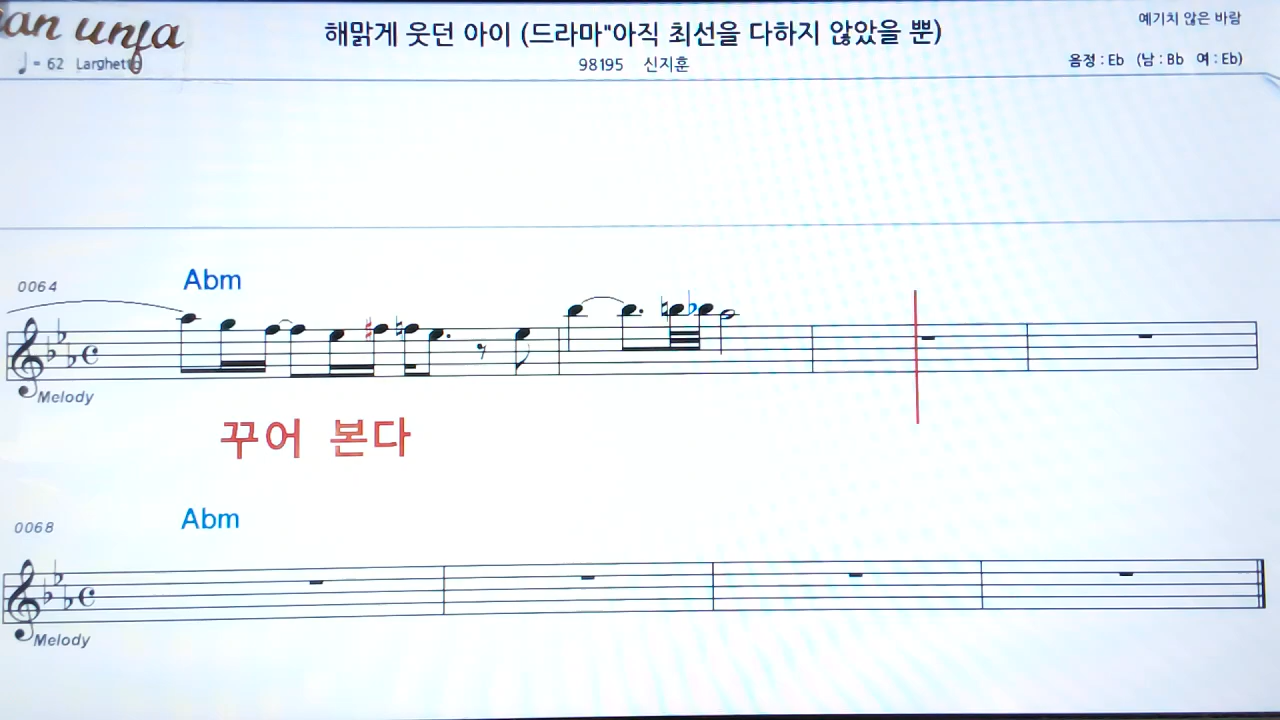 해맑게 웃던 아이 (드라마"아직 최선을 다하지 않았을 뿐)
예기치 않은 바람
♩= 62 Larghetto
98195 신지훈
음정 : Eb (남 : Bb 여 : Eb)
0064
Abm
Melody
꾸어 본다
0068
Abm
Melody